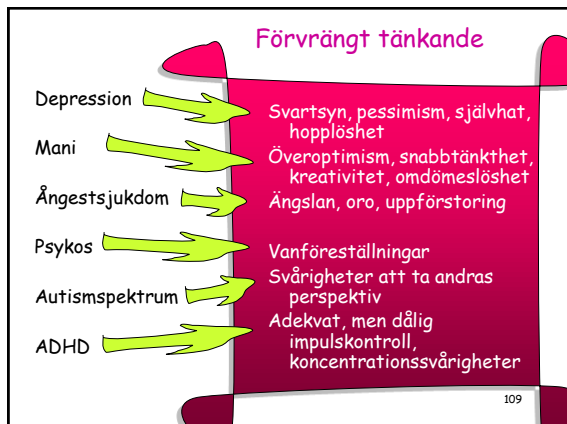 Förvrängt tänkande
Depression
Svartsyn, pessimism, självhat,
hopplöshet
Mani
Överoptimism, snabbtänkthet,
kreativitet, omdömeslöshet
Ångestsjukdom
Ängslan, oro, uppförstoring
Psykos
Vanföreställningar
Autismspektrum
Svårigheter att ta andras
perspektiv
ADHD
Adekvat, men dålig
impulskontroll,
koncentrationssvårigheter
109